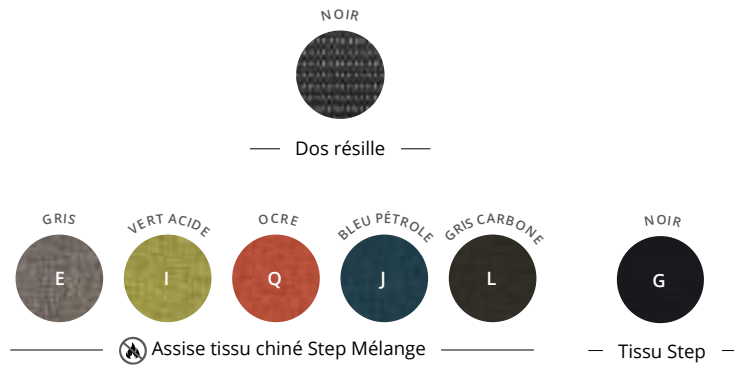 NOIR
Dos résille
GRIS VERT ACIDE OCRE BLEU PÉTROLE GRIS CARBONE NOIR
E I Q J L G
Assise tissu chiné Step Mélange Tissu Step